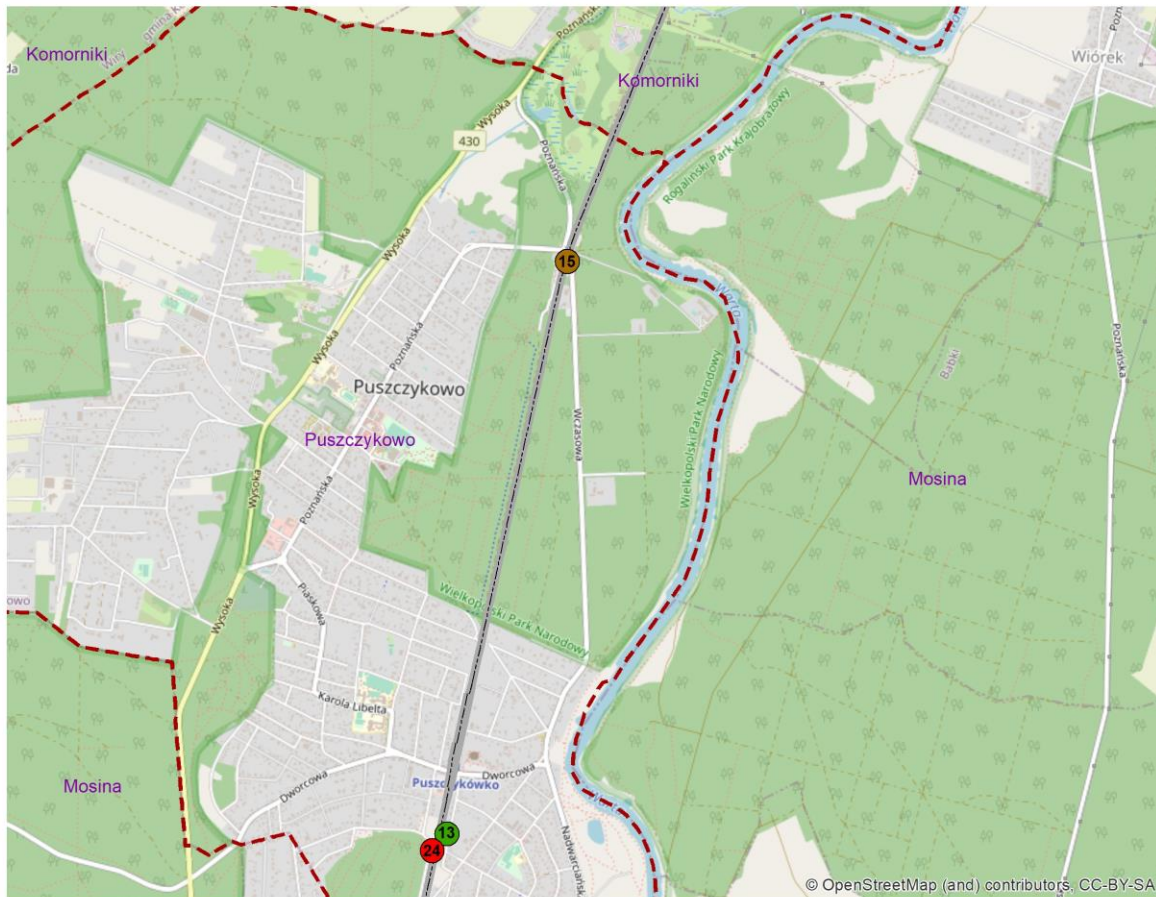 Komorniki
Wiry
gmina
Poznańska
Wysoka
430
Poznańska
Komorniki
Rogaliński Park Krajobrazowy
Wiórek
15
Wysoka
Wysoka
Poznańska
Puszczykowo
Puszczykowo
Warta
Wielkopolski Park Narodowy
Babki
Poznańska
Mosina
Wczasowa
Wysoka
Poznańska
Piaskowa
Wysoka
Wielkopolski Park Narodowy
Karola Libelta
Mosina
Dworcowa
Puszczykówko
Dworcowa
13
24
Nadwarciańska
© OpenStreetMap (and) contributors, CC-BY-SA